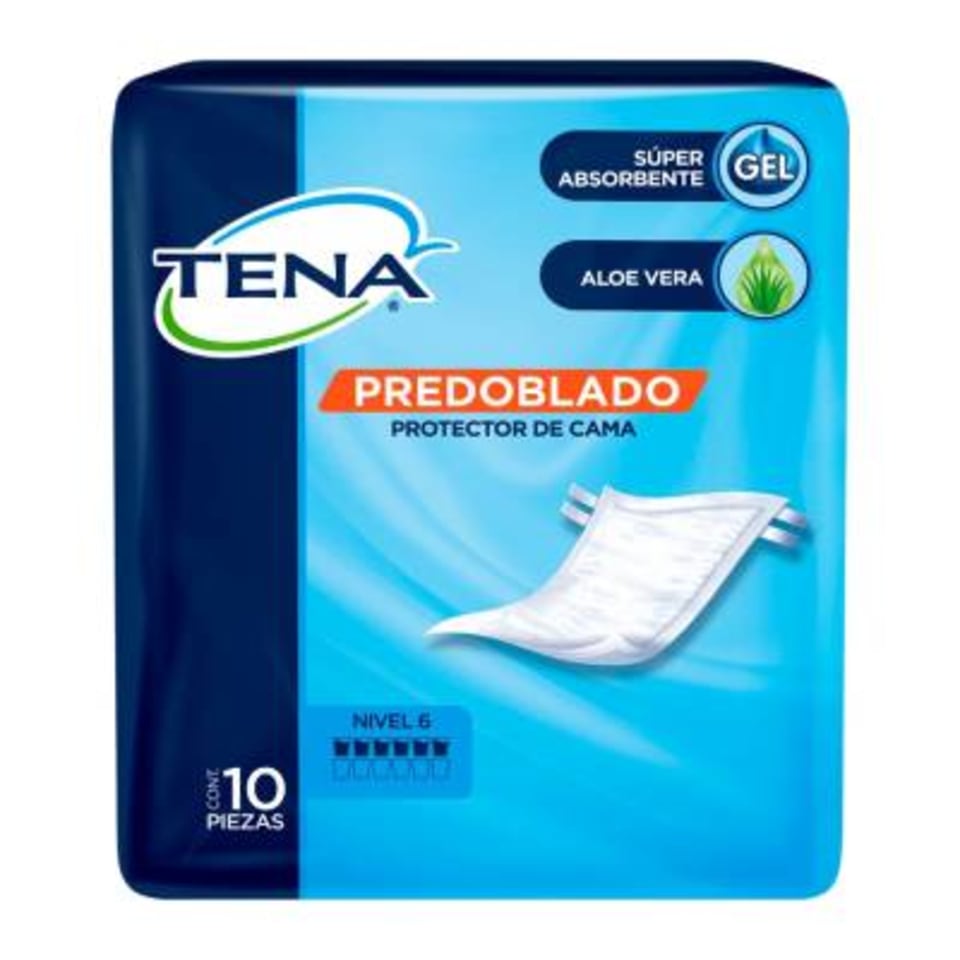 TENA®
SÚPER
ABSORBENTE
GEL
ALOE VERA
PREDOBLADO
PROTECTOR DE CAMA
NIVEL 6
CONT.
10
PIEZAS